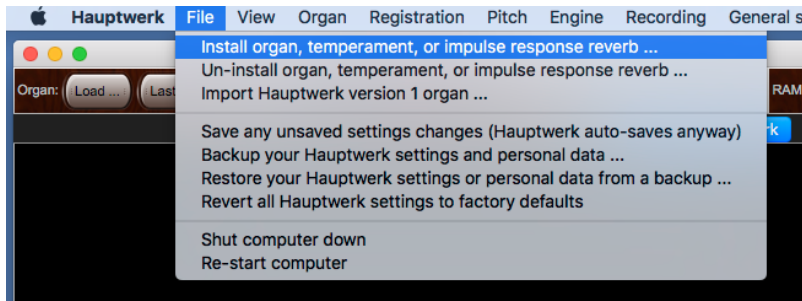 Hauptwerk File View Organ Registration Pitch Engine Recording General s
Install organ, temperament, or impulse response reverb ...
Un-install organ, temperament, or impulse response reverb ...
Import Hauptwerk version 1 organ ...
Organ: Load ... Last RAM
Save any unsaved settings changes (Hauptwerk auto-saves anyway)
k
Backup your Hauptwerk settings and personal data ...
Restore your Hauptwerk settings or personal data from a backup ...
Revert all Hauptwerk settings to factory defaults
Shut computer down
Re-start computer